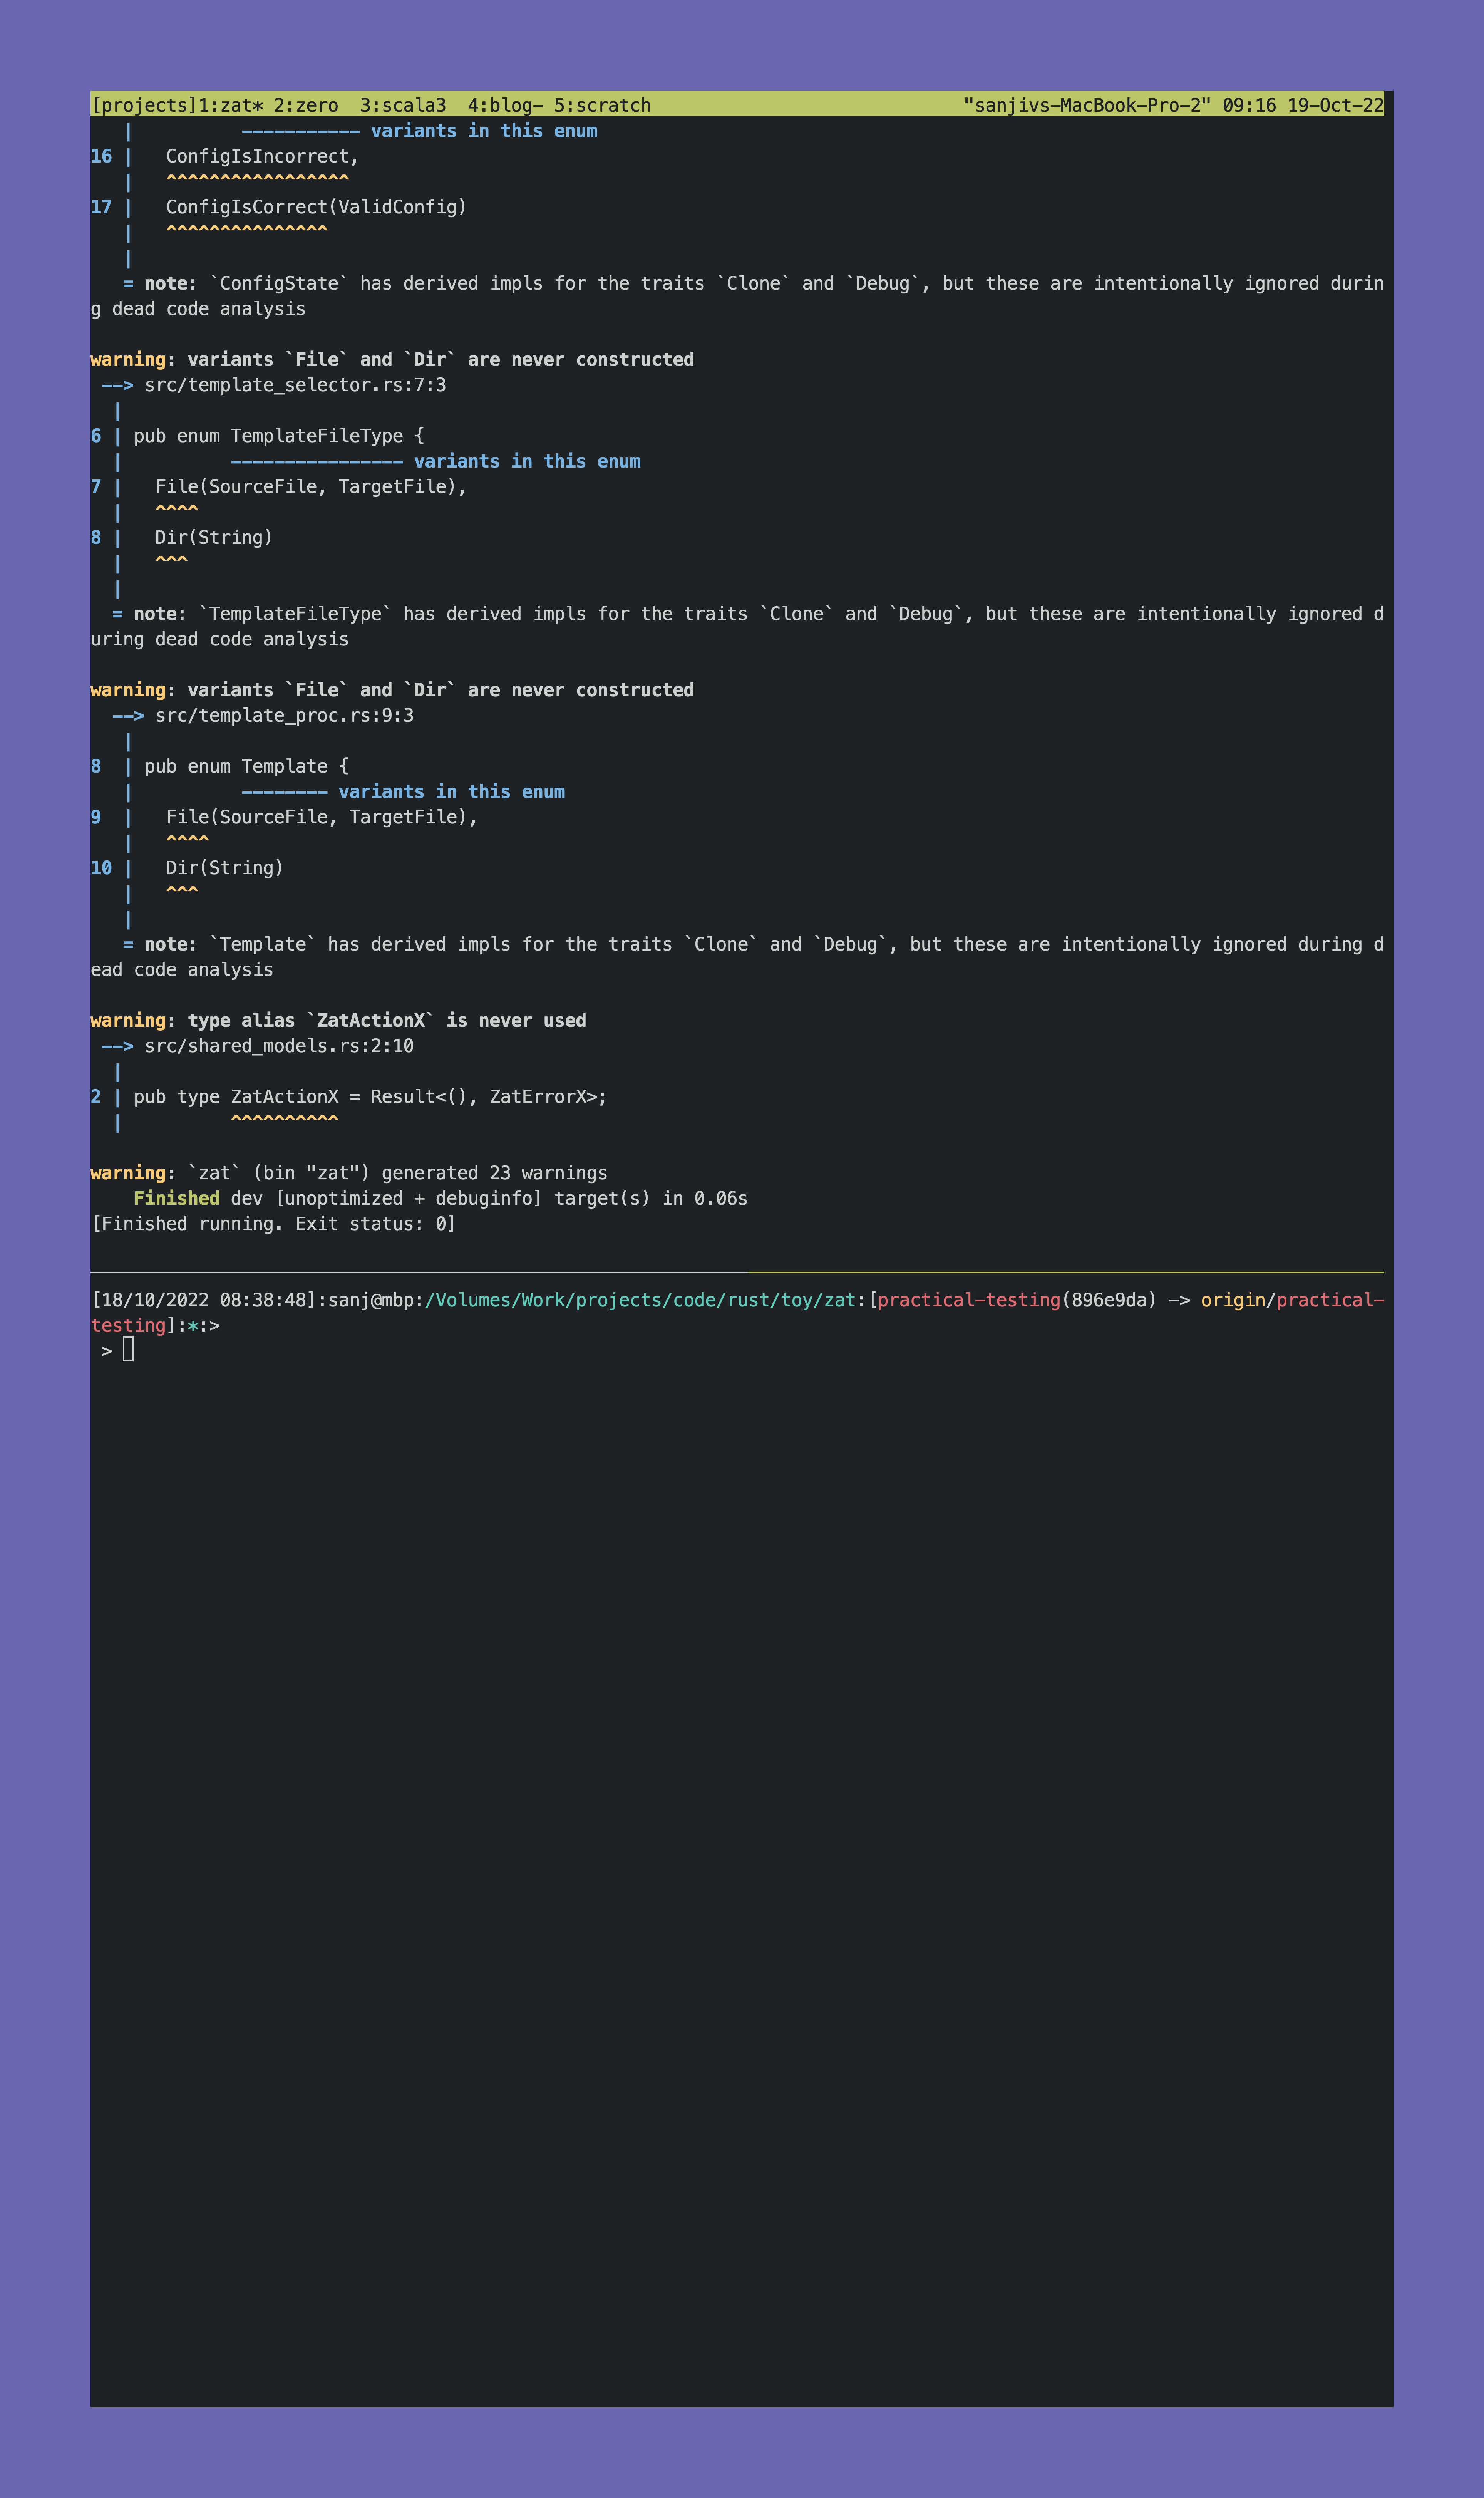 [projects]1:zat* 2:zero  3:scala3  4:blog- 5:scratch                             "sanjivs-MacBook-Pro-2" 09:16 19-Oct-22
   |          ----------- variants in this enum
16 |   ConfigIsIncorrect,
   |   ^^^^^^^^^^^^^^^^^
17 |   ConfigIsCorrect(ValidConfig)
   |   ^^^^^^^^^^^^^^^
   |
   = note: `ConfigState` has derived impls for the traits `Clone` and `Debug`, but these are intentionally ignored durin
g dead code analysis

warning: variants `File` and `Dir` are never constructed
 --> src/template_selector.rs:7:3
  |
6 | pub enum TemplateFileType {
  |          ---------------- variants in this enum
7 |   File(SourceFile, TargetFile),
  |   ^^^^
8 |   Dir(String)
  |   ^^^
  |
  = note: `TemplateFileType` has derived impls for the traits `Clone` and `Debug`, but these are intentionally ignored d
uring dead code analysis

warning: variants `File` and `Dir` are never constructed
  --> src/template_proc.rs:9:3
   |
8  | pub enum Template {
   |          -------- variants in this enum
9  |   File(SourceFile, TargetFile),
   |   ^^^^
10 |   Dir(String)
   |   ^^^
   |
   = note: `Template` has derived impls for the traits `Clone` and `Debug`, but these are intentionally ignored during d
ead code analysis

warning: type alias `ZatActionX` is never used
 --> src/shared_models.rs:2:10
  |
2 | pub type ZatActionX = Result<(), ZatErrorX>;
  |          ^^^^^^^^^^

warning: `zat` (bin "zat") generated 23 warnings
    Finished dev [unoptimized + debuginfo] target(s) in 0.06s
[Finished running. Exit status: 0]

[18/10/2022 08:38:48]:sanj@mbp:/Volumes/Work/projects/code/rust/toy/zat:[practical-testing(896e9da) -> origin/practical-
testing]:*:>
 >